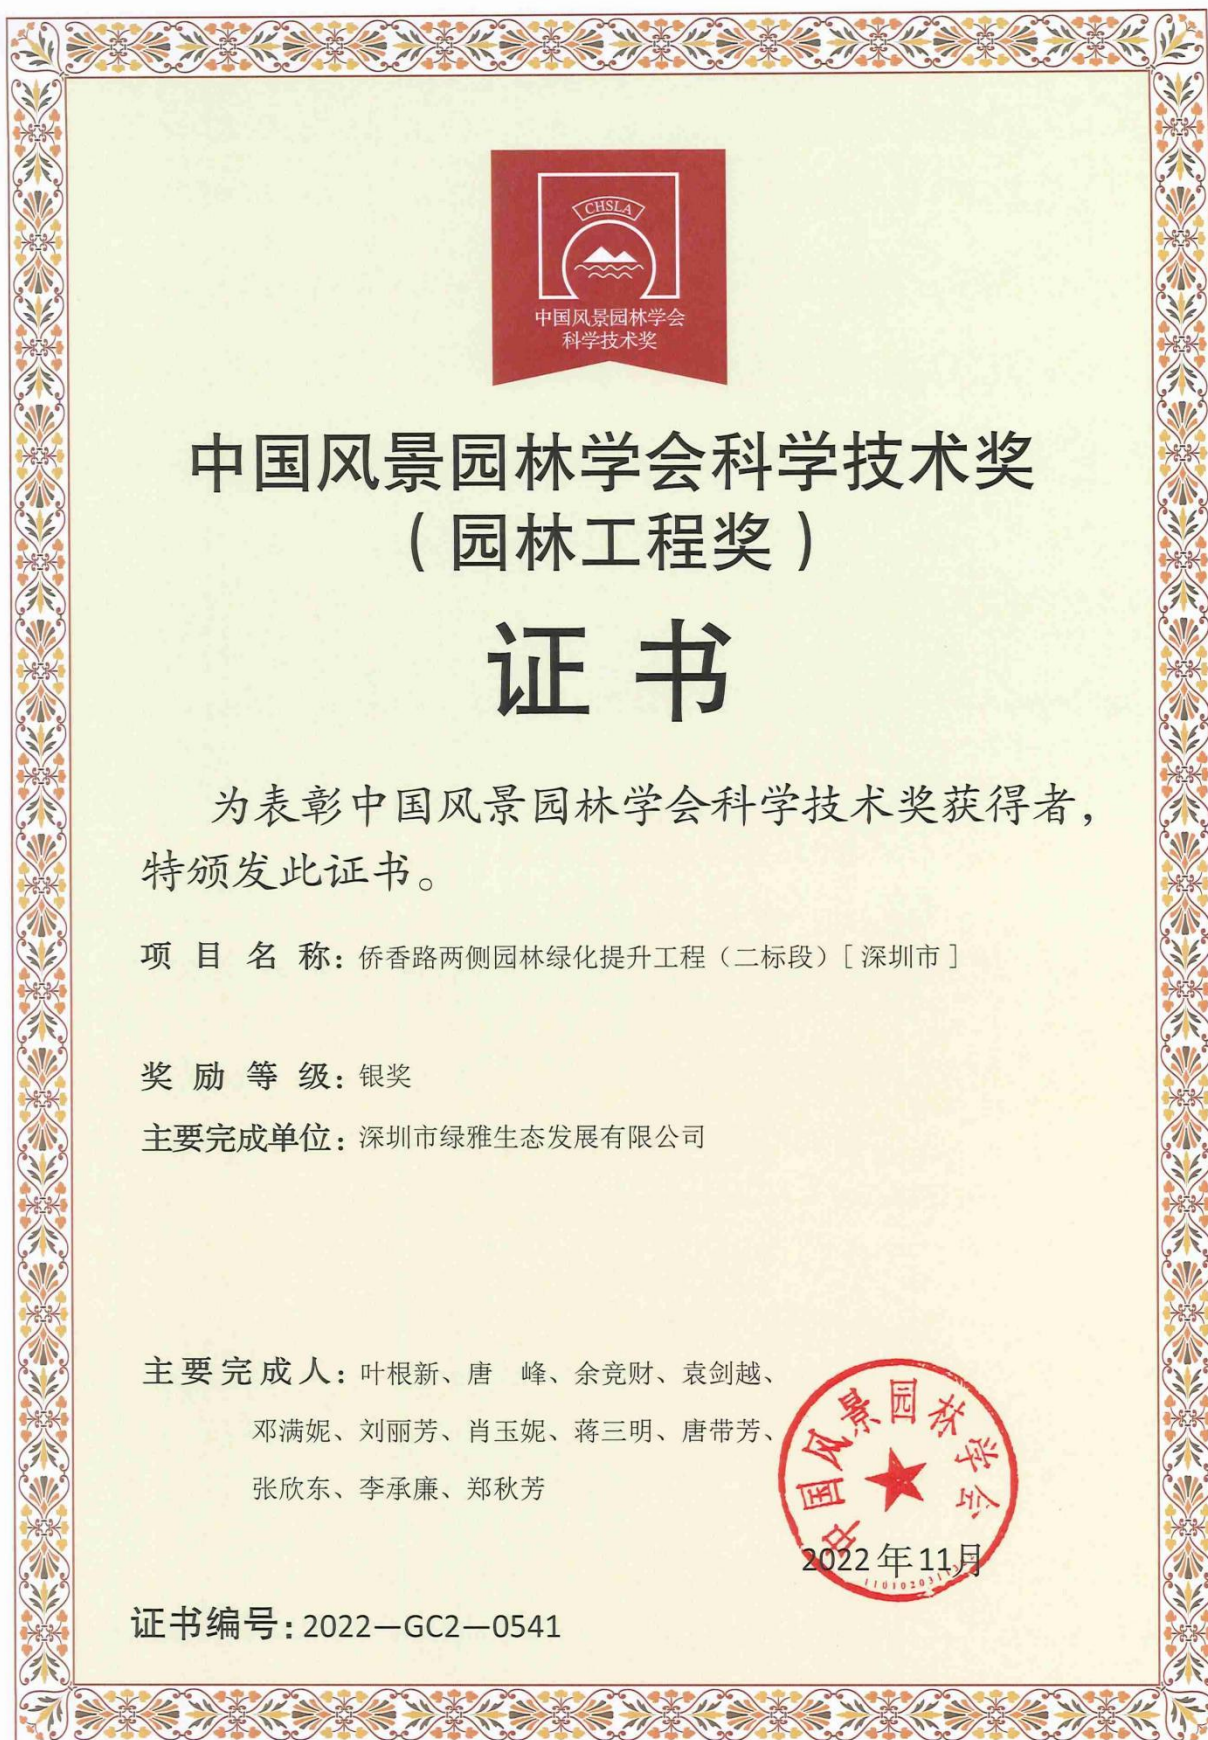 CHSLA
中国风景园林学会
科学技术奖
中国风景园林学会科学技术奖
（园林工程奖）
证书
为表彰中国风景园林学会科学技术奖获得者，
特颁发此证书。
项目名称：侨香路两侧园林绿化提升工程（二标段）[深圳市]
奖励等级：银奖
主要完成单位：深圳市绿雅生态发展有限公司
主要完成人：叶根新、唐　峰、余竞财、袁剑越、
邓满妮、刘丽芳、肖玉妮、蒋三明、唐带芳、
张欣东、李承廉、郑秋芳
中国风景园林学会
2022年11月
证书编号：2022—GC2—0541